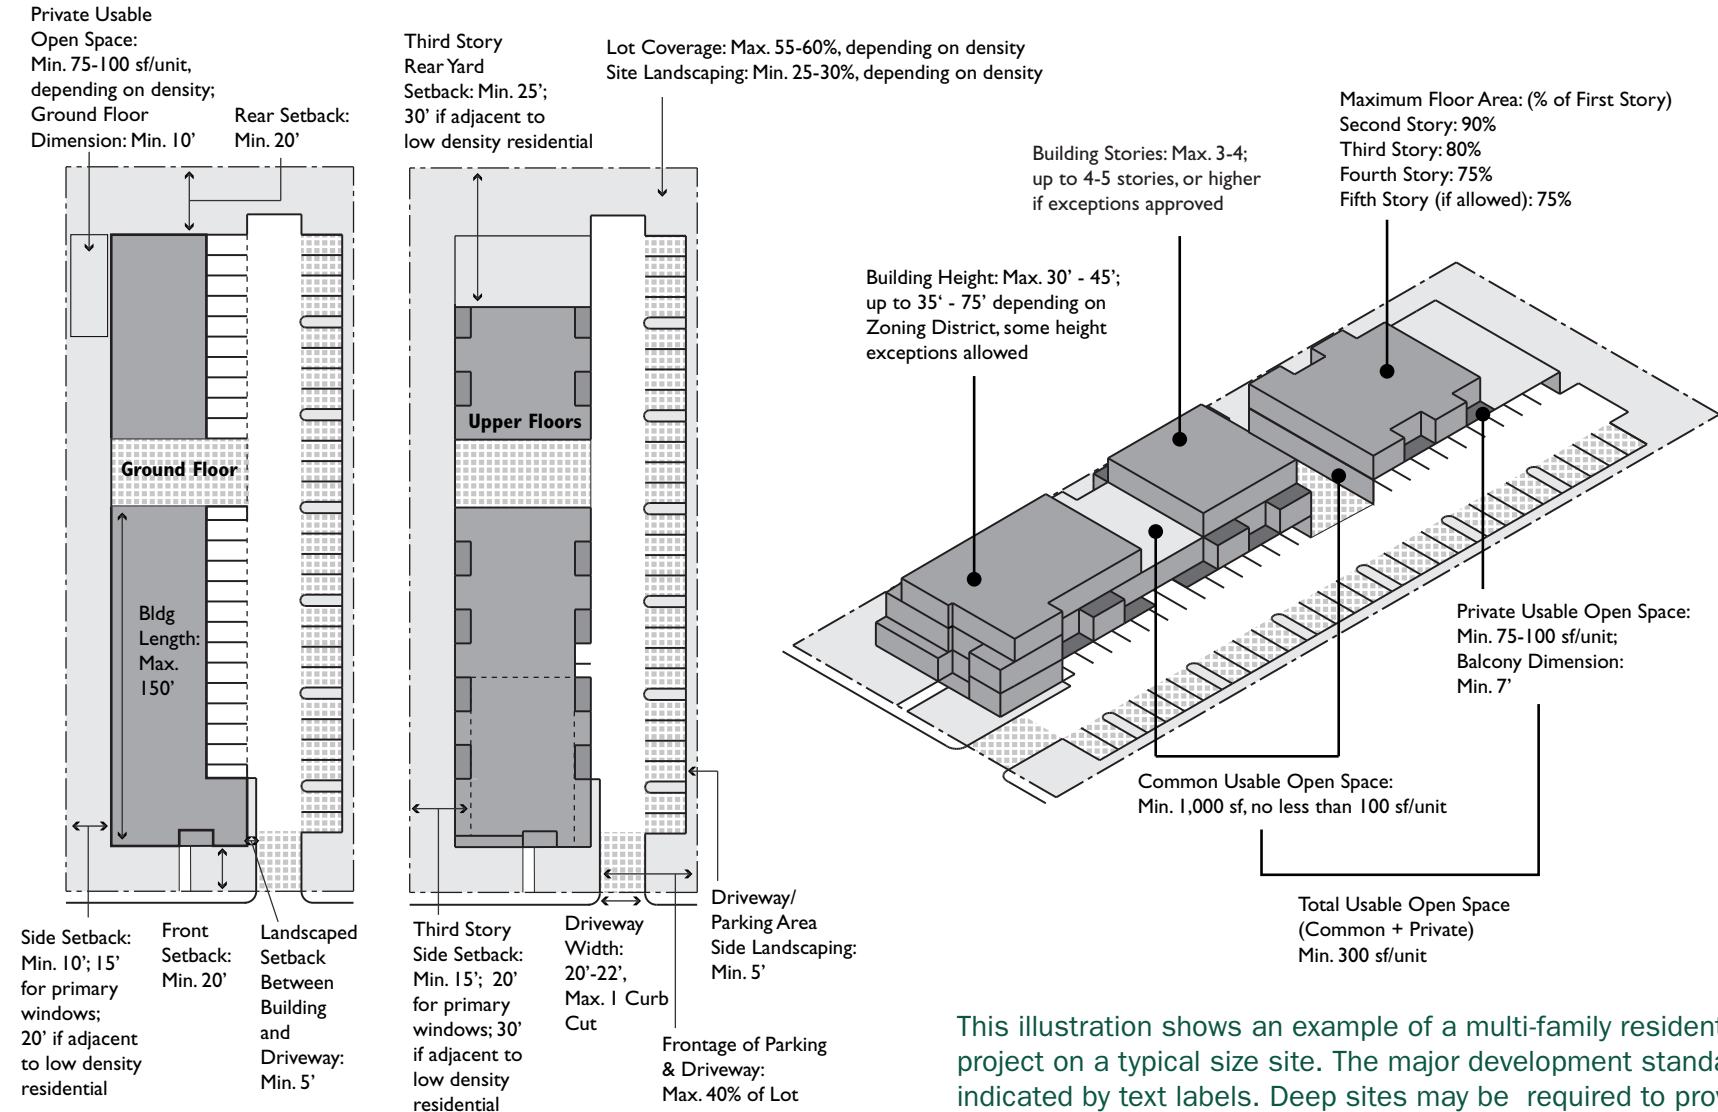 Private Usable
Open Space:
Min. 75-100 sf/unit,
depending on density;
Ground Floor
Dimension: Min. 10’
Rear Setback:
Min. 20’
Third Story
Rear Yard
Setback: Min. 25’;
30’ if adjacent to
low density residential
Lot Coverage: Max. 55-60%, depending on density
Site Landscaping: Min. 25-30%, depending on density
Building Stories: Max. 3-4;
up to 4-5 stories, or higher
if exceptions approved
Maximum Floor Area: (% of First Story)
Second Story: 90%
Third Story: 80%
Fourth Story: 75%
Fifth Story (if allowed): 75%
Building Height: Max. 30’ - 45’;
up to 35‘ - 75’ depending on
Zoning District, some height
exceptions allowed
Ground Floor
Upper Floors
Bldg
Length:
Max.
150’
Private Usable Open Space:
Min. 75-100 sf/unit;
Balcony Dimension:
Min. 7’
Common Usable Open Space:
Min. 1,000 sf, no less than 100 sf/unit
Total Usable Open Space
(Common + Private)
Min. 300 sf/unit
Side Setback:
Min. 10’; 15’
for primary
windows;
20’ if adjacent
to low density
residential
Front
Setback:
Min. 20’
Landscaped
Setback
Between
Building
and
Driveway:
Min. 5’
Third Story
Side Setback:
Min. 15’; 20’
for primary
windows; 30’
if adjacent to
low density
residential
Driveway
Width:
20’-22’,
Max. 1 Curb
Cut
Driveway/
Parking Area
Side Landscaping:
Min. 5’
Frontage of Parking
& Driveway:
Max. 40% of Lot
This illustration shows an example of a multi-family resident
project on a typical size site. The major development standa
indicated by text labels. Deep sites may be required to prov